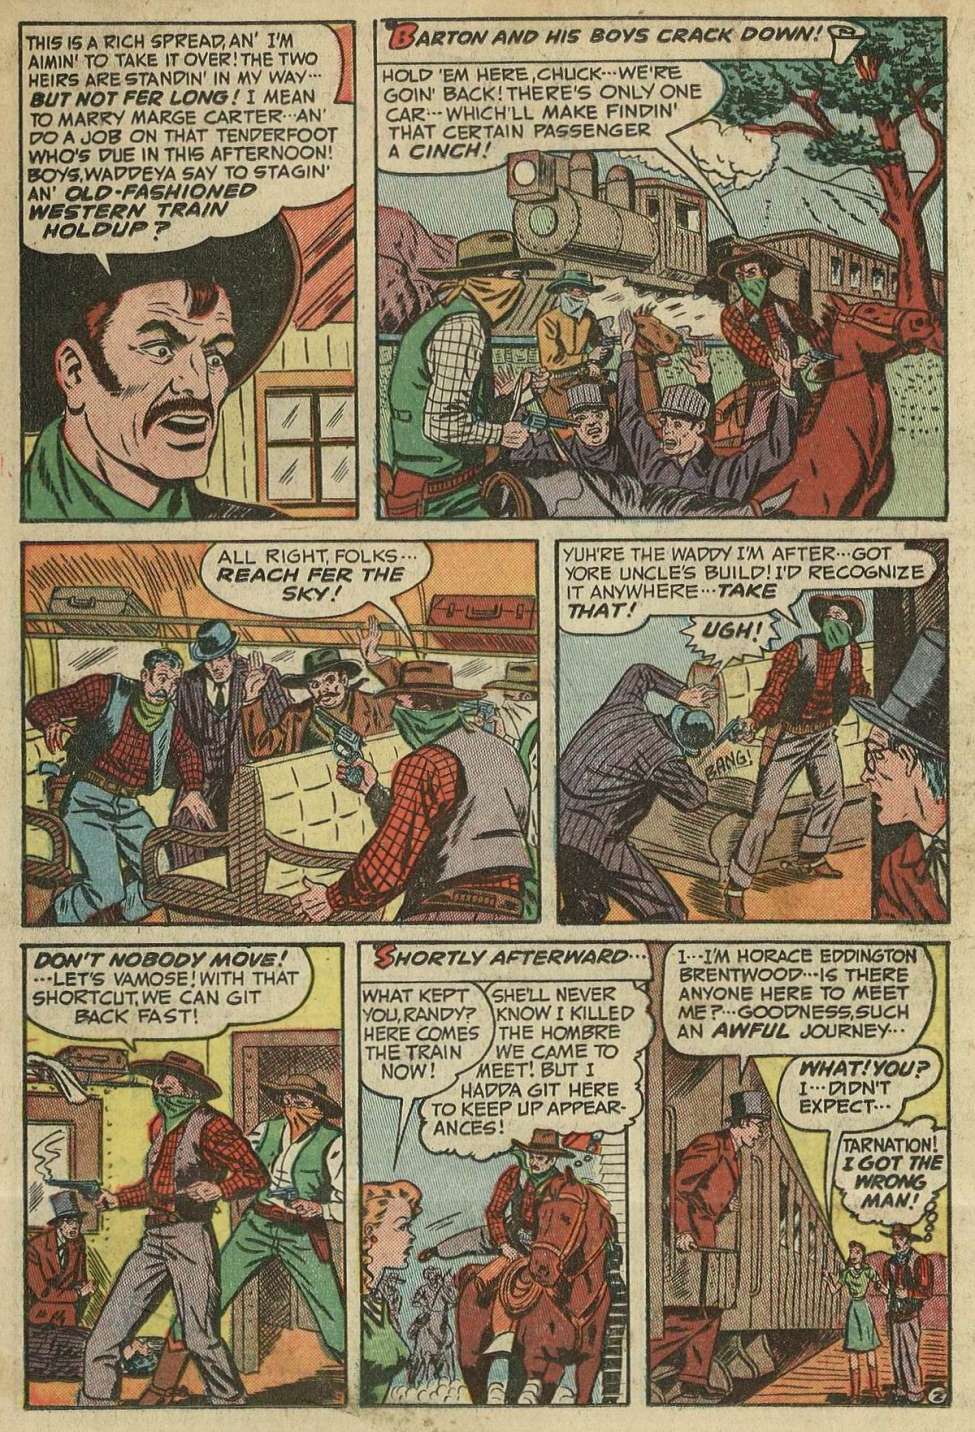 THIS IS A RICH SPREAD, AN' I'M
AIMIN' TO TAKE IT OVER! THE TWO
HEIRS ARE STANDIN' IN MY WAY--
BUT NOT FER LONG! I MEAN
TO MARRY MARGE CARTER--AN'
DO A JOB ON THAT TENDERFOOT
WHO'S DUE IN THIS AFTERNOON!
BOYS, WADDEYA SAY TO STAGIN'
AN' OLD-FASHIONED
WESTERN TRAIN
HOLDUP?
BARTON AND HIS BOYS CRACK DOWN!
HOLD 'EM HERE, CHUCK--WE'RE
GOIN' BACK! THERE'S ONLY ONE
CAR--WHICH'LL MAKE FINDIN'
THAT CERTAIN PASSENGER
A CINCH!
ALL RIGHT, FOLKS--
REACH FER THE
SKY!
YUH'RE THE WADDY I'M AFTER--GOT
YORE UNCLE'S BUILD! I'D RECOGNIZE
IT ANYWHERE--TAKE
THAT!
UGH!
BANG!
DON'T NOBODY MOVE!
--LET'S VAMOSE! WITH THAT
SHORTCUT, WE CAN GIT
BACK FAST!
SHORTLY AFTERWARD--
WHAT KEPT
YOU, RANDY?
HERE COMES
THE TRAIN
NOW!
SHE'LL NEVER
KNOW I KILLED
THE HOMBRE
WE CAME TO
MEET! BUT I
HADDA GIT HERE
TO KEEP UP APPEAR-
ANCES!
I--I'M HORACE EDDINGTON
BRENTWOOD--IS THERE
ANYONE HERE TO MEET
ME?--GOODNESS, SUCH
AN AWFUL JOURNEY--
WHAT! YOU?
I--DIDN'T
EXPECT--
TARNATION!
I GOT THE
WRONG
MAN!
2